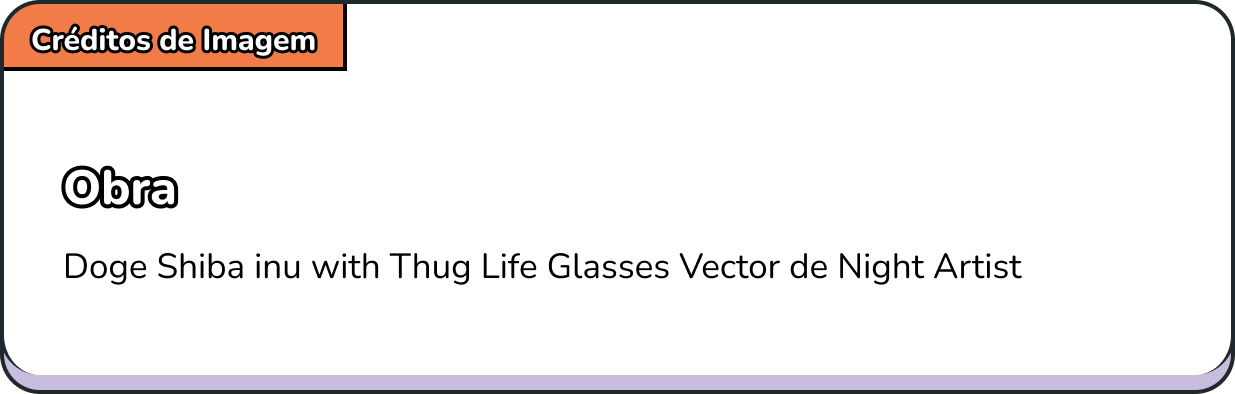 Créditos de Imagem
Obra
Doge Shiba inu with Thug Life Glasses Vector de Night Artist